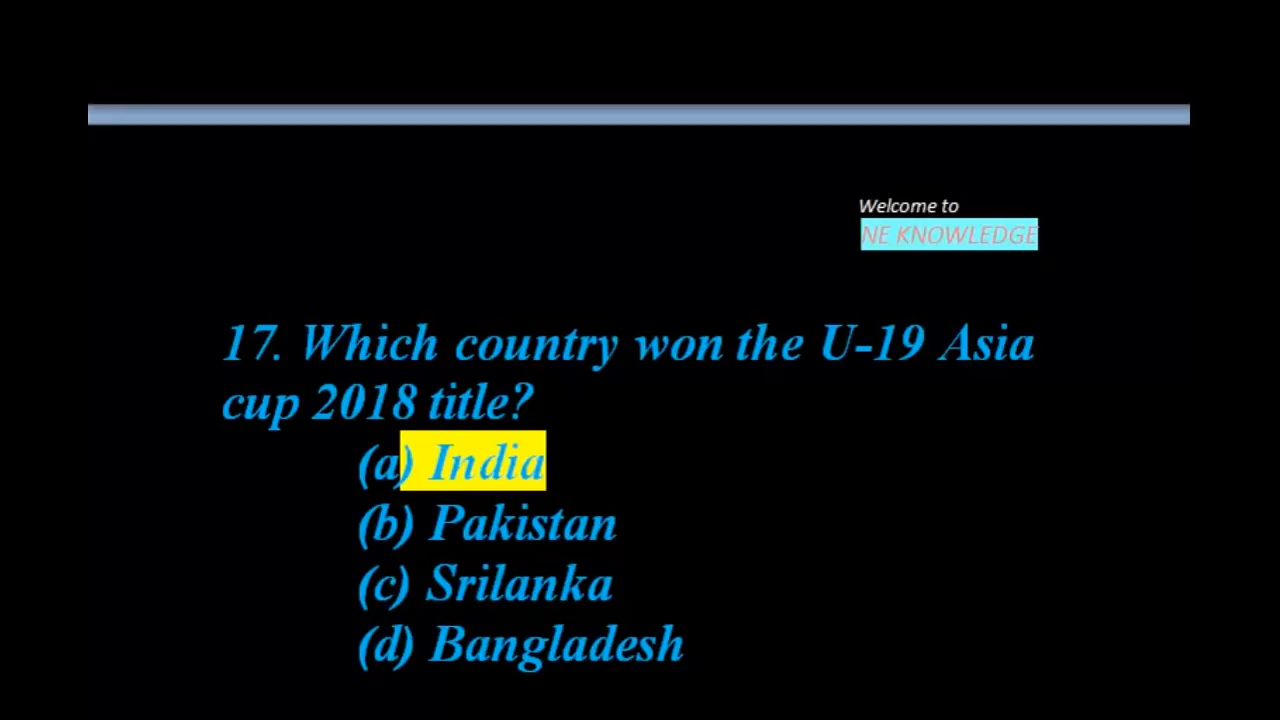 Welcome to
NE KNOWLEDGE
17. Which country won the U-19 Asia
cup 2018 title?
(a) India
(b) Pakistan
(c) Srilanka
(d) Bangladesh